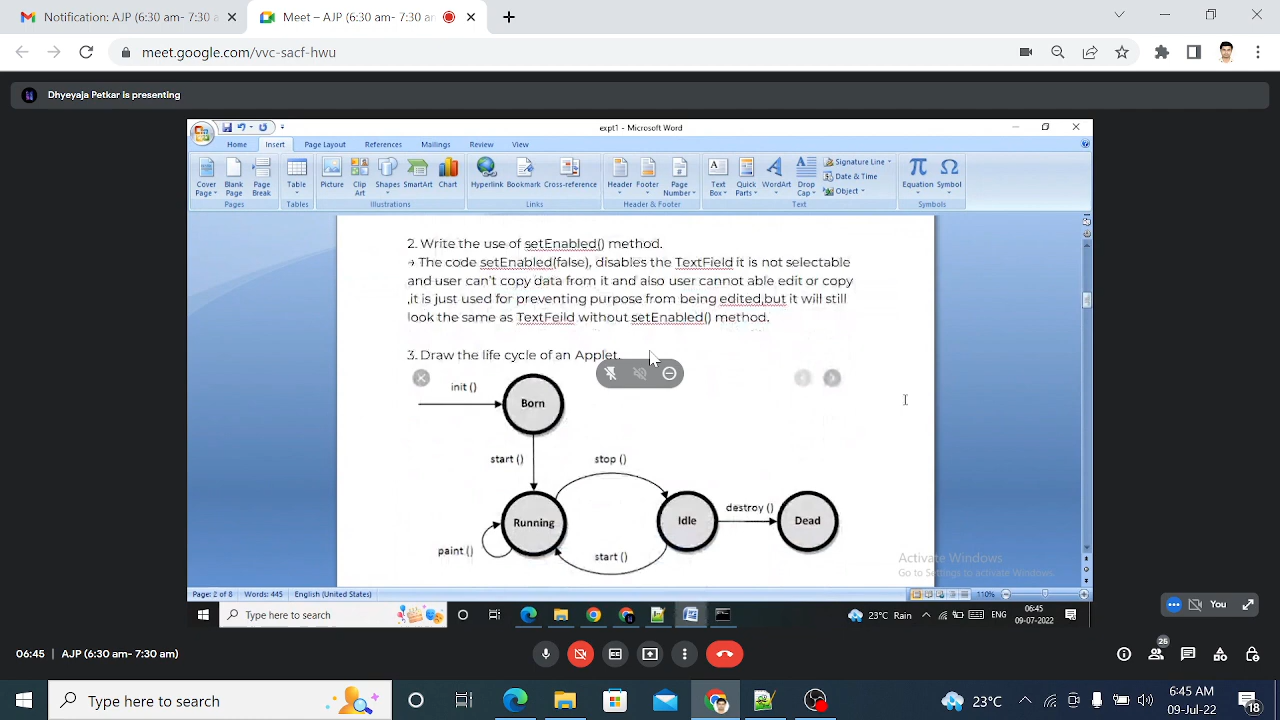 Notification: AJP (6:30 am- 7:30 a
Meet – AJP (6:30 am- 7:30 am
meet.google.com/vvc-sacf-hwu
Dhyeyaja Petkar is presenting
expt1 - Microsoft Word
Home Insert Page Layout References Mailings Review View
Cover Page
Blank Page
Page Break
Table
Picture
Clip Art
Shapes
SmartArt
Chart
Hyperlink
Bookmark
Cross-reference
Header
Footer
Page Number
Text Box
Quick Parts
WordArt
Drop Cap
Signature Line
Date & Time
Object
Equation
Symbol
Pages Tables Illustrations Links Header & Footer Text Symbols
2. Write the use of setEnabled() method.
→ The code setEnabled(false), disables the TextField it is not selectable
and user can't copy data from it and also user cannot able edit or copy
,it is just used for preventing purpose from being edited,but it will still
look the same as TextFeild without setEnabled() method.
3. Draw the life cycle of an Applet.
init ()
Born
start ()
stop ()
Running
Idle
destroy ()
Dead
paint ()
start ()
Activate Windows
Go to Settings to activate Windows.
Page: 2 of 8 Words: 445 English (United States) 110%
Type here to search
23°C Rain
ENG
06:45
09-07-2022
You
06:45 | AJP (6:30 am- 7:30 am)
25
Type here to search
23°C
6:45 AM
09-Jul-22
18